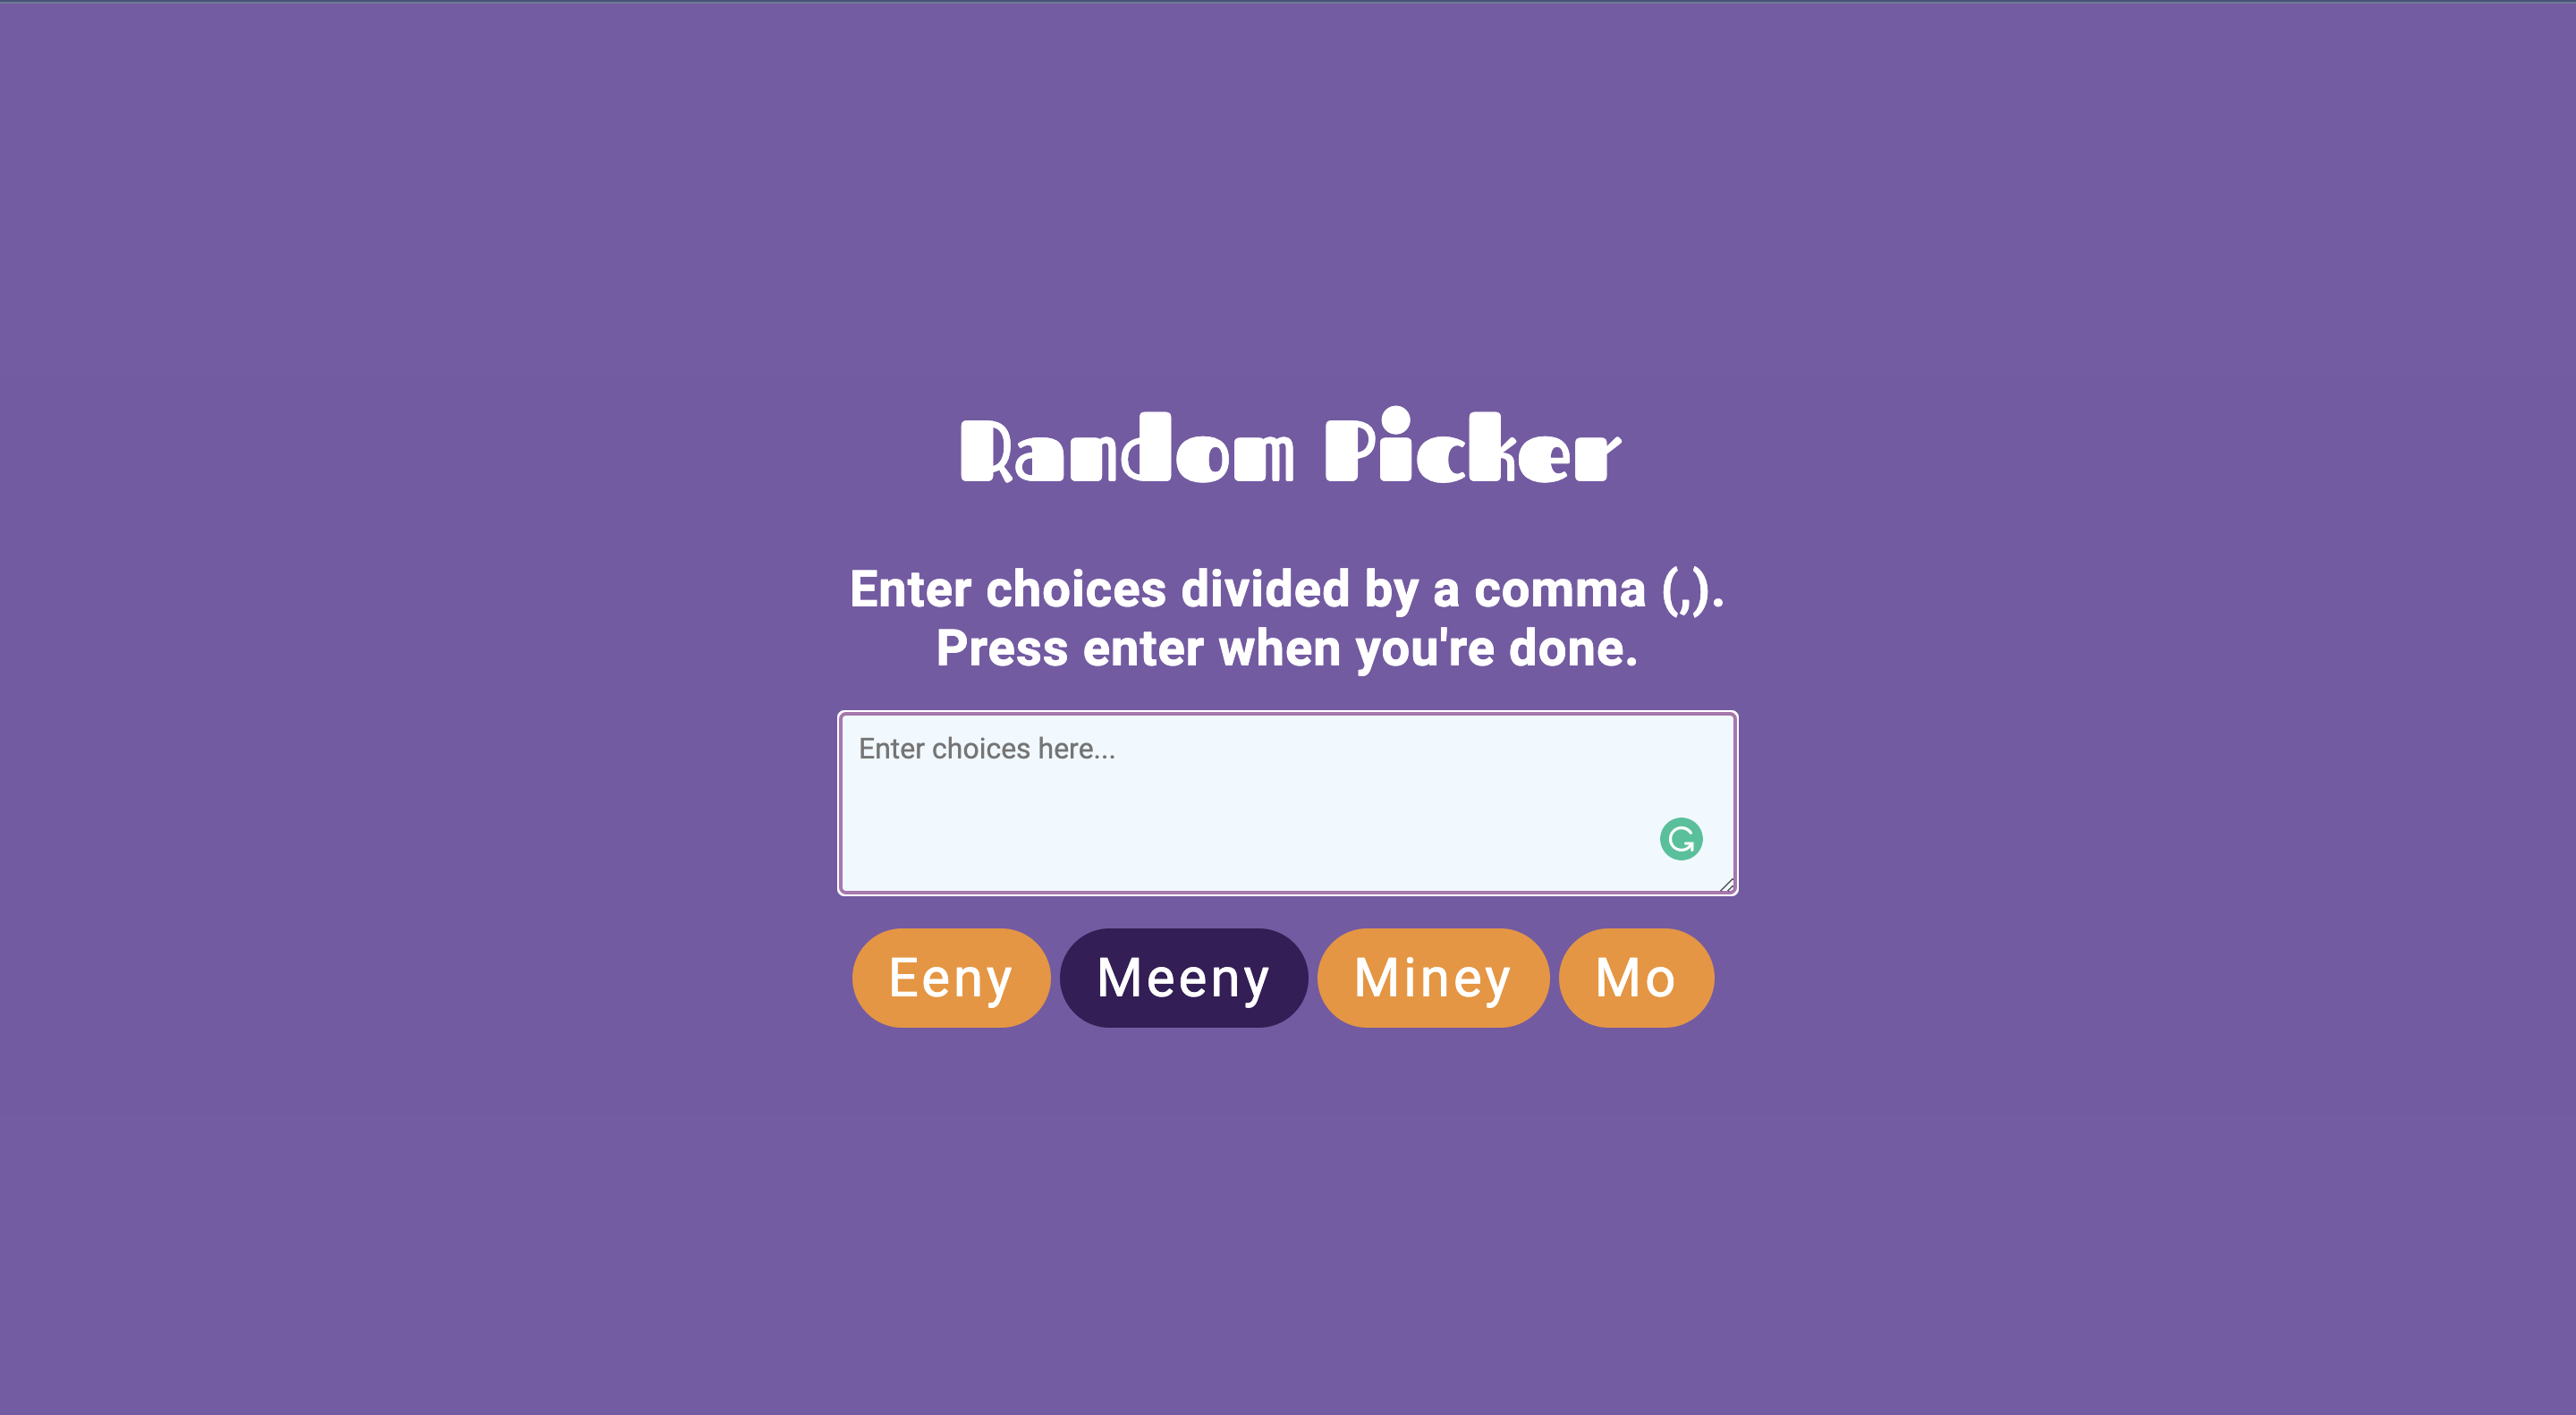 Random Picker
Enter choices divided by a comma (,).
Press enter when you're done.
Enter choices here...
Eeny Meeny Miney Mo